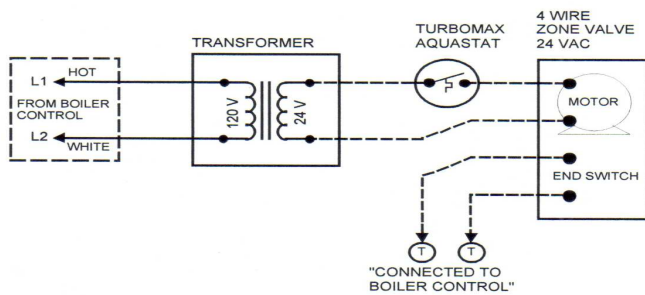 4 WIRE
ZONE VALVE
24 VAC
TURBOMAX
AQUASTAT
TRANSFORMER
L1
HOT
FROM BOILER
CONTROL
L2
WHITE
120 V
24 V
MOTOR
END SWITCH
T
T
"CONNECTED TO
BOILER CONTROL"